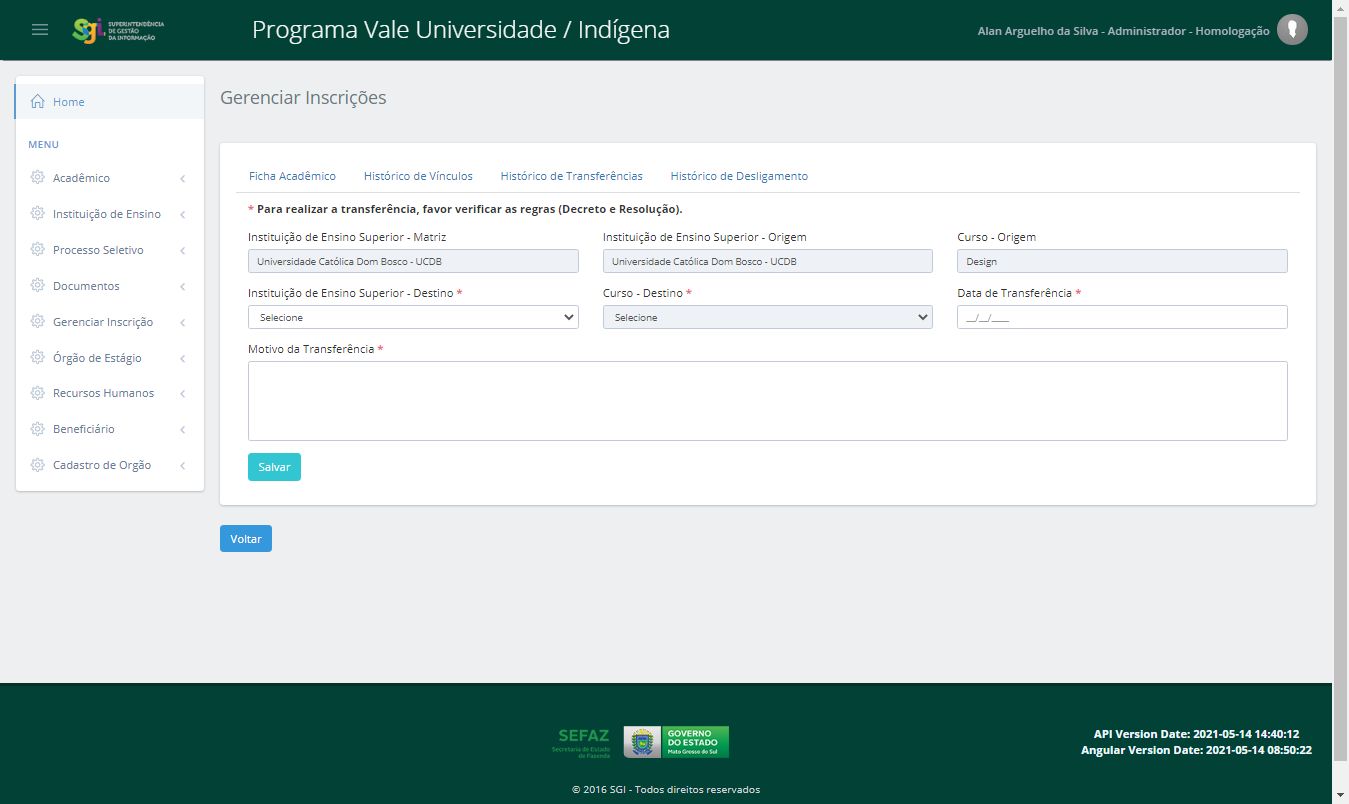 Sgi. SUPERINTENDÊNCIA
DE GESTÃO
DA INFORMAÇÃO
Programa Vale Universidade / Indígena
Alan Arguelho da Silva - Administrador - Homologação
Home
MENU
Acadêmico
Instituição de Ensino
Processo Seletivo
Documentos
Gerenciar Inscrição
Órgão de Estágio
Recursos Humanos
Beneficiário
Cadastro de Orgão
Gerenciar Inscrições
Ficha Acadêmico Histórico de Vínculos Histórico de Transferências Histórico de Desligamento
* Para realizar a transferência, favor verificar as regras (Decreto e Resolução).
Instituição de Ensino Superior - Matriz Instituição de Ensino Superior - Origem Curso - Origem
Universidade Católica Dom Bosco - UCDB Universidade Católica Dom Bosco - UCDB Design
Instituição de Ensino Superior - Destino * Curso - Destino * Data de Transferência *
Selecione Selecione __/__/____
Motivo da Transferência *
Salvar
Voltar
SEFAZ
Secretaria de Estado
de Fazenda
GOVERNO
DO ESTADO
Mato Grosso do Sul
API Version Date: 2021-05-14 14:40:12
Angular Version Date: 2021-05-14 08:50:22
© 2016 SGI - Todos direitos reservados